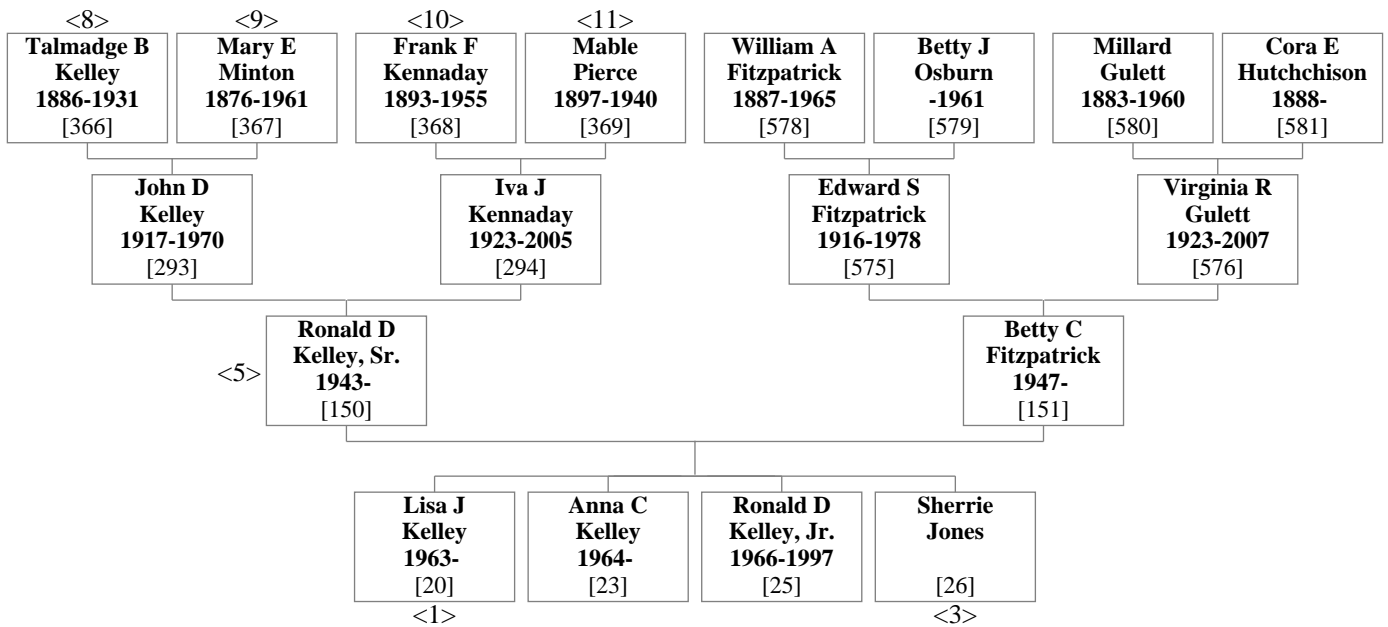 <8>
<9>
<10>
<11>
Talmadge B
Kelley
1886-1931
[366]
Mary E
Minton
1876-1961
[367]
Frank F
Kennaday
1893-1955
[368]
Mable
Pierce
1897-1940
[369]
William A
Fitzpatrick
1887-1965
[578]
Betty J
Osburn
-1961
[579]
Millard
Gulett
1883-1960
[580]
Cora E
Hutchchison
1888-
[581]
John D
Kelley
1917-1970
[293]
Iva J
Kennaday
1923-2005
[294]
Edward S
Fitzpatrick
1916-1978
[575]
Virginia R
Gulett
1923-2007
[576]
<5>
Ronald D
Kelley, Sr.
1943-
[150]
Betty C
Fitzpatrick
1947-
[151]
Lisa J
Kelley
1963-
[20]
<1>
Anna C
Kelley
1964-
[23]
Ronald D
Kelley, Jr.
1966-1997
[25]
Sherrie
Jones
[26]
<3>